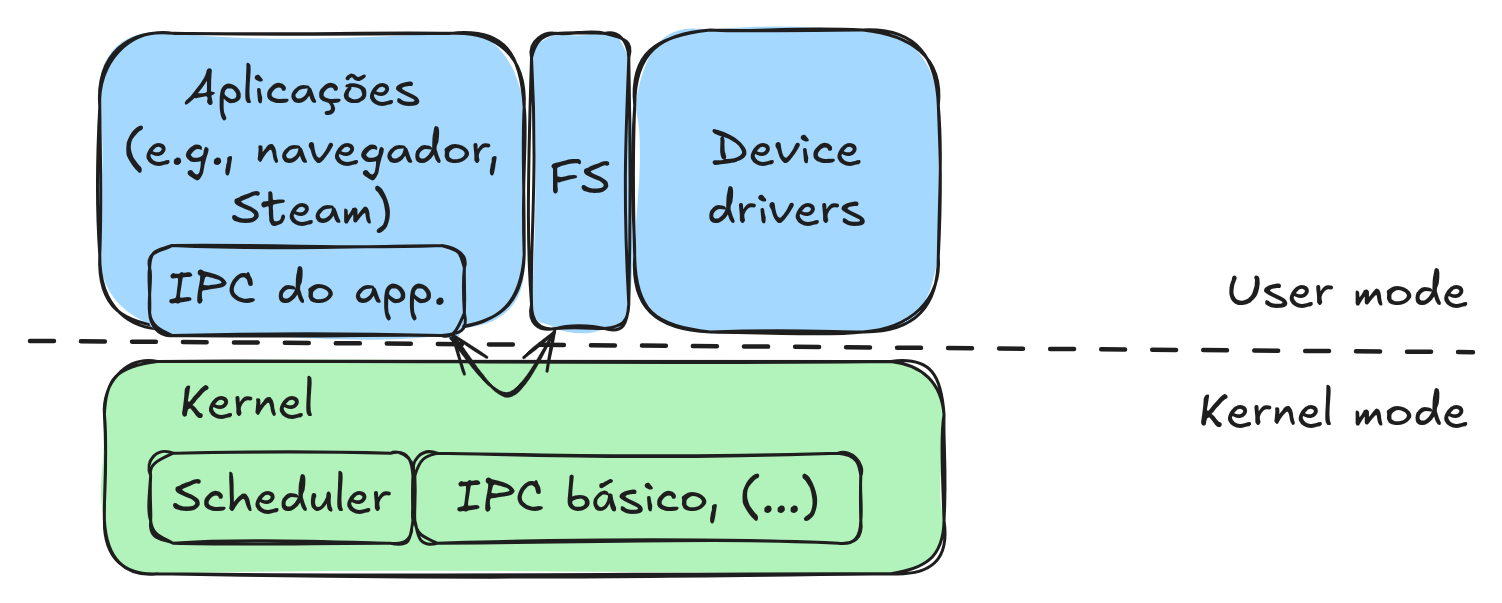 Aplicações
(e.g., navegador,
Steam)
IPC do app.
FS
Device
drivers
User mode
Kernel mode
Kernel
Scheduler
IPC básico, (...)